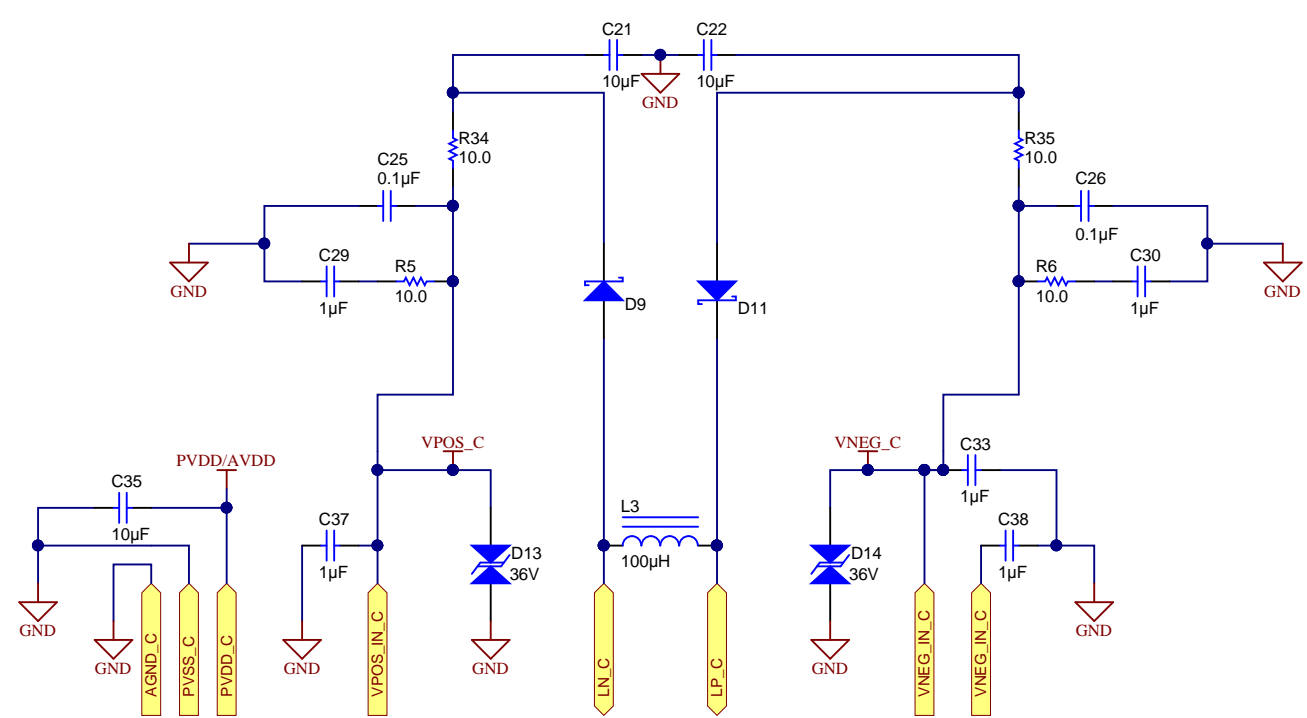 C21
C22
10µF
10µF
GND
R34
10.0
R35
10.0
C25
0.1µF
C26
0.1µF
C29
1µF
R5
10.0
R6
10.0
C30
1µF
GND
GND
D9
D11
VPOS_C
VNEG_C
PVDD/AVDD
C35
10µF
C33
1µF
C37
1µF
L3
100µH
C38
1µF
D13
36V
D14
36V
GND
GND
GND
GND
GND
GND
AGND_C
PVSS_C
PVDD_C
VPOS_IN_C
LN_C
LP_C
VNEG_IN_C
VNEG_IN_C